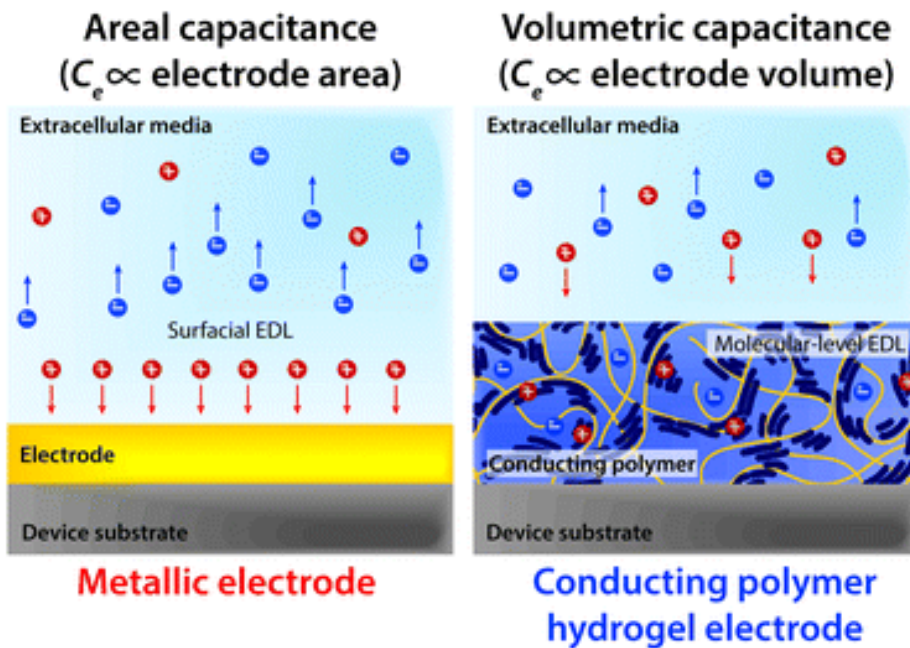 Areal capacitance
(Cₑ ∝ electrode area)
Extracellular media
Surfacial EDL
Electrode
Device substrate
Metallic electrode
Volumetric capacitance
(Cₑ ∝ electrode volume)
Extracellular media
Molecular-level EDL
Conducting polymer
Device substrate
Conducting polymer
hydrogel electrode